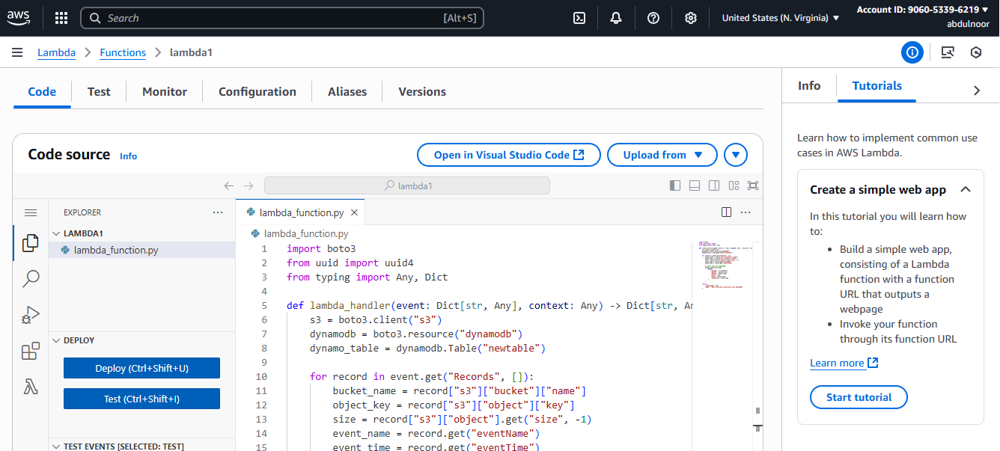 aws
Search
[Alt+S]
United States (N. Virginia)
Account ID: 9060-5339-6219
abdulnoor
Lambda
Functions
lambda1
Code
Test
Monitor
Configuration
Aliases
Versions
Code source
Info
Open in Visual Studio Code
Upload from
lambda1
EXPLORER
LAMBDA1
lambda_function.py
DEPLOY
Deploy (Ctrl+Shift+U)
Test (Ctrl+Shift+I)
TEST EVENTS [SELECTED: TEST]
lambda_function.py
lambda_function.py
1 import boto3
2 from uuid import uuid4
3 from typing import Any, Dict
4
5 def lambda_handler(event: Dict[str, Any], context: Any) -> Dict[str, An
6 s3 = boto3.client("s3")
7 dynamodb = boto3.resource("dynamodb")
8 dynamo_table = dynamodb.Table("newtable")
9
10 for record in event.get("Records", []):
11 bucket_name = record["s3"]["bucket"]["name"]
12 object_key = record["s3"]["object"]["key"]
13 size = record["s3"]["object"].get("size", -1)
14 event_name = record.get("eventName")
15 event_time = record.get("eventTime")
Info
Tutorials
Learn how to implement common use
cases in AWS Lambda.
Create a simple web app
In this tutorial you will learn how
to:
• Build a simple web app,
consisting of a Lambda
function with a function
URL that outputs a
webpage
• Invoke your function
through its function URL
Learn more
Start tutorial